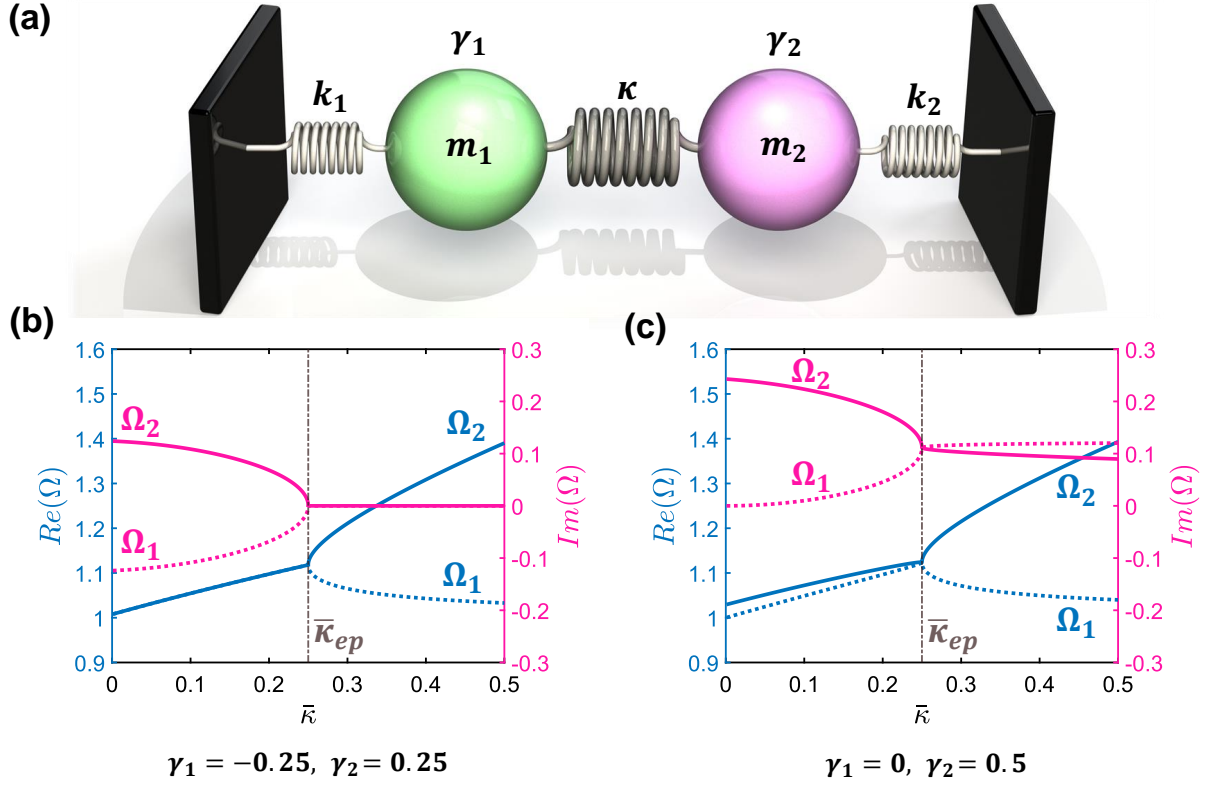 (a)
γ₁
γ₂
k₁
κ
k₂
m₁
m₂
(b)
(c)
1.6
1.5
1.4
1.3
1.2
1.1
1
0.9
Re(Ω)
0.3
0.2
0.1
0
-0.1
-0.2
-0.3
Im(Ω)
Ω₂
Ω₁
Ω₂
Ω₁
κ̅ₑₚ
0
0.1
0.2
0.3
0.4
0.5
κ̅
γ₁ = −0.25, γ₂ = 0.25
1.6
1.5
1.4
1.3
1.2
1.1
1
0.9
Re(Ω)
0.3
0.2
0.1
0
-0.1
-0.2
-0.3
Im(Ω)
Ω₂
Ω₁
Ω₂
Ω₁
κ̅ₑₚ
0
0.1
0.2
0.3
0.4
0.5
κ̅
γ₁ = 0, γ₂ = 0.5